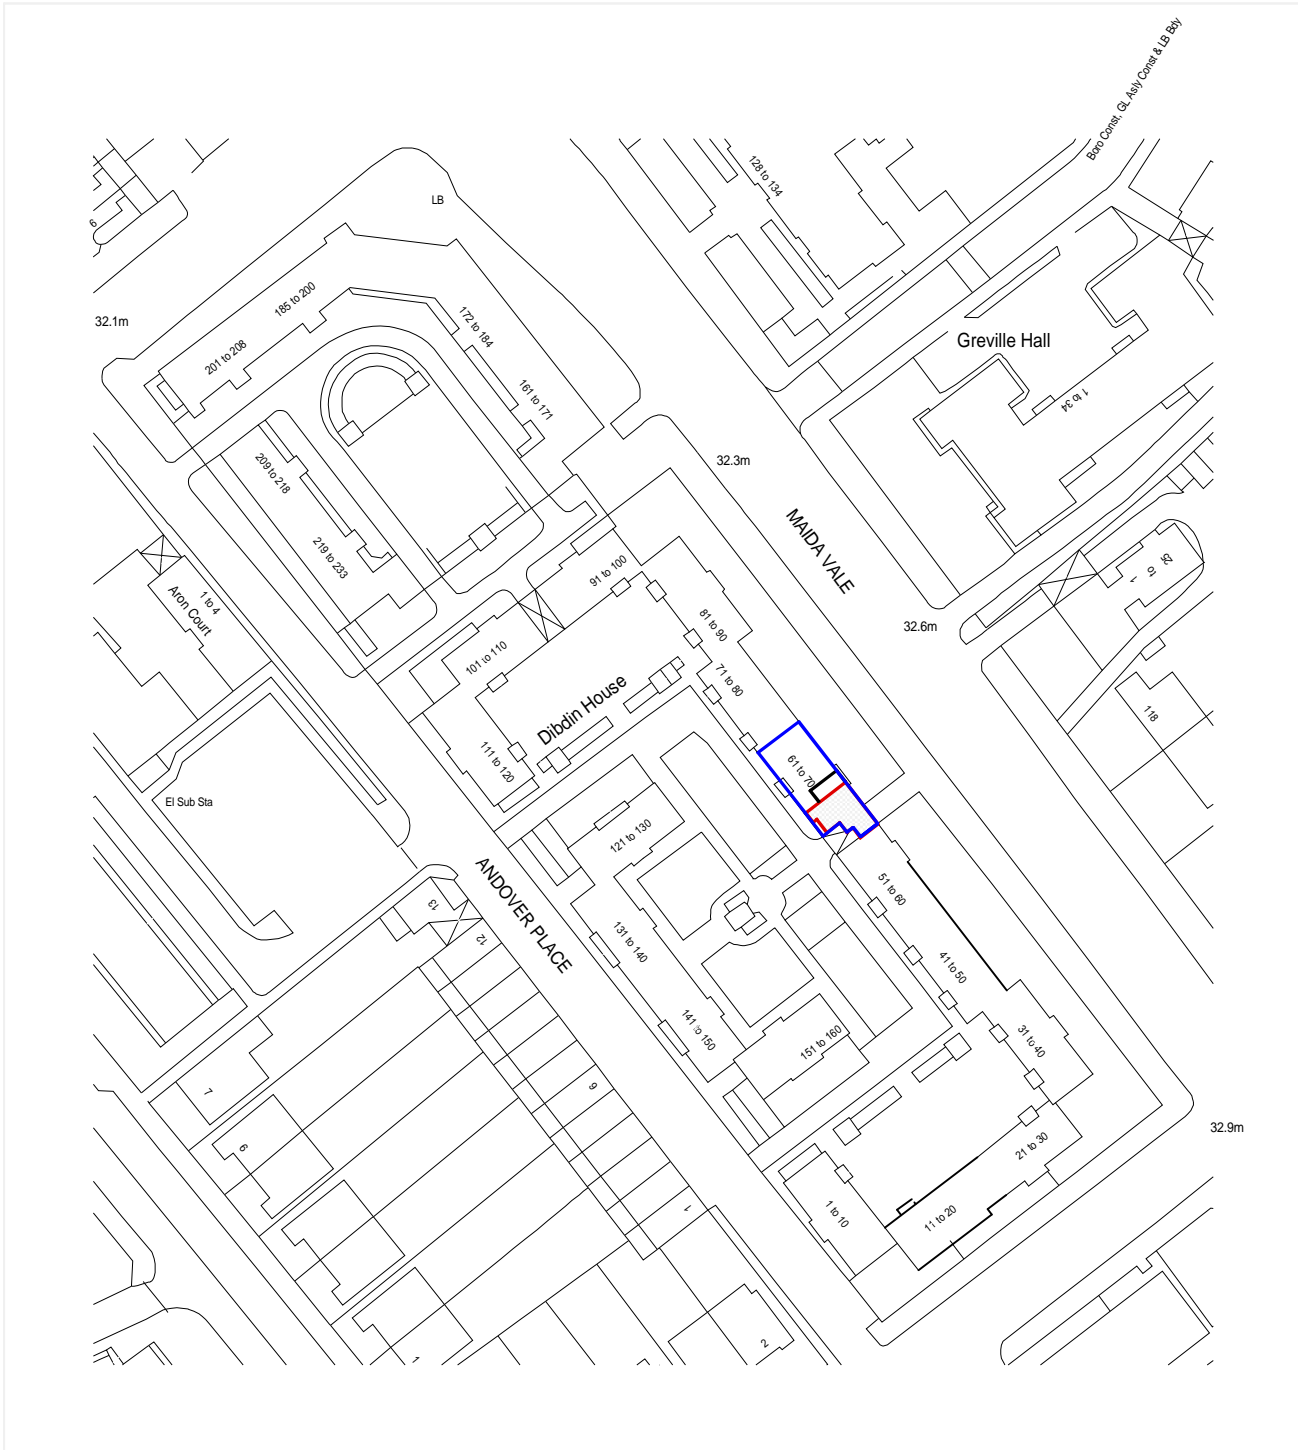 Boro Const, GL Asly Const & LB Bdy
128 to 134
LB
6
185 to 200
32.1m
172 to 184
201 to 208
Greville Hall
161 to 171
1 to 34
32.3m
209 to 218
MAIDA VALE
219 to 233
91 to 100
1 to 25
1 to 4
Aron Court
81 to 90
32.6m
101 to 110
71 to 80
Dibdin House
118
111 to 120
61 to 70
El Sub Sta
121 to 130
ANDOVER PLACE
51 to 60
13
12
131 to 140
41 to 50
141 to 150
151 to 160
31 to 40
7
9
6
32.9m
21 to 30
1 to 10
11 to 20
1
2
1